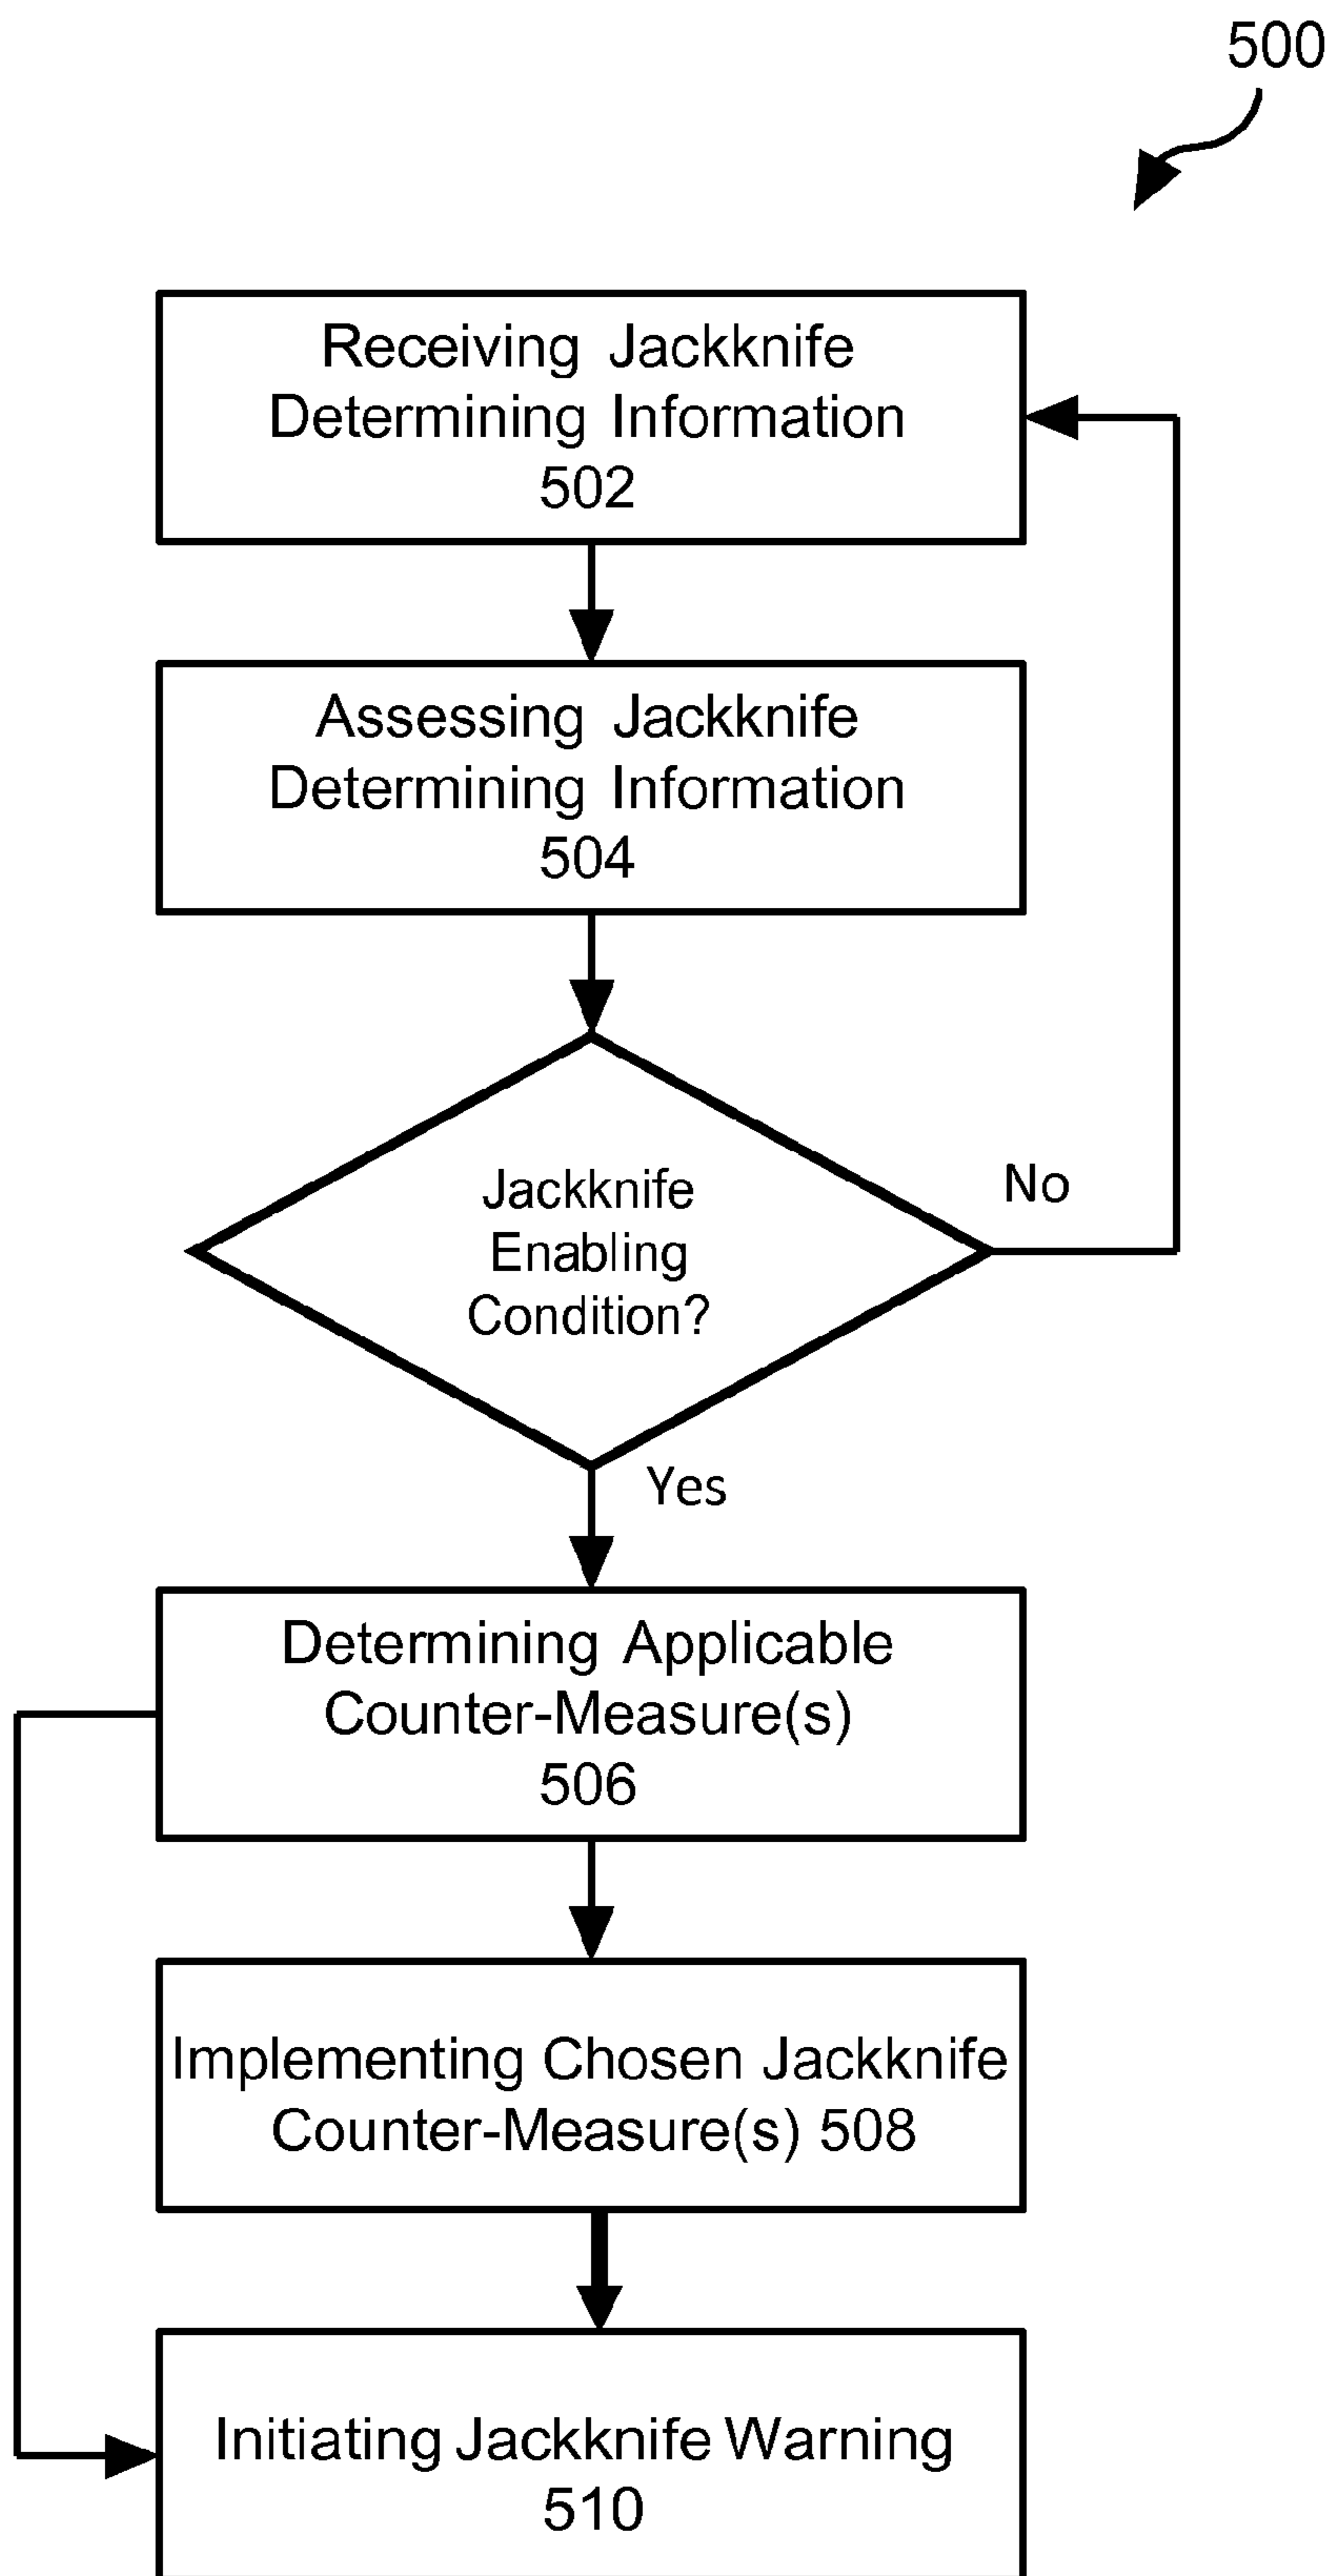 500
Receiving Jackknife
Determining Information
502
Assessing Jackknife
Determining Information
504
Jackknife
Enabling
Condition?
No
Yes
Determining Applicable
Counter-Measure(s)
506
Implementing Chosen Jackknife
Counter-Measure(s) 508
Initiating Jackknife Warning
510